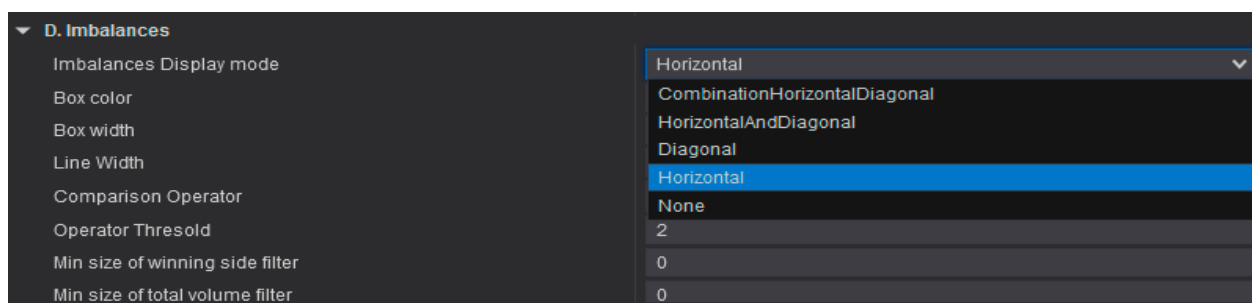 D. Imbalances
Imbalances Display mode
Horizontal
Box color
CombinationHorizontalDiagonal
Box width
HorizontalAndDiagonal
Line Width
Diagonal
Horizontal
Comparison Operator
None
Operator Thresold
2
Min size of winning side filter
0
Min size of total volume filter
0